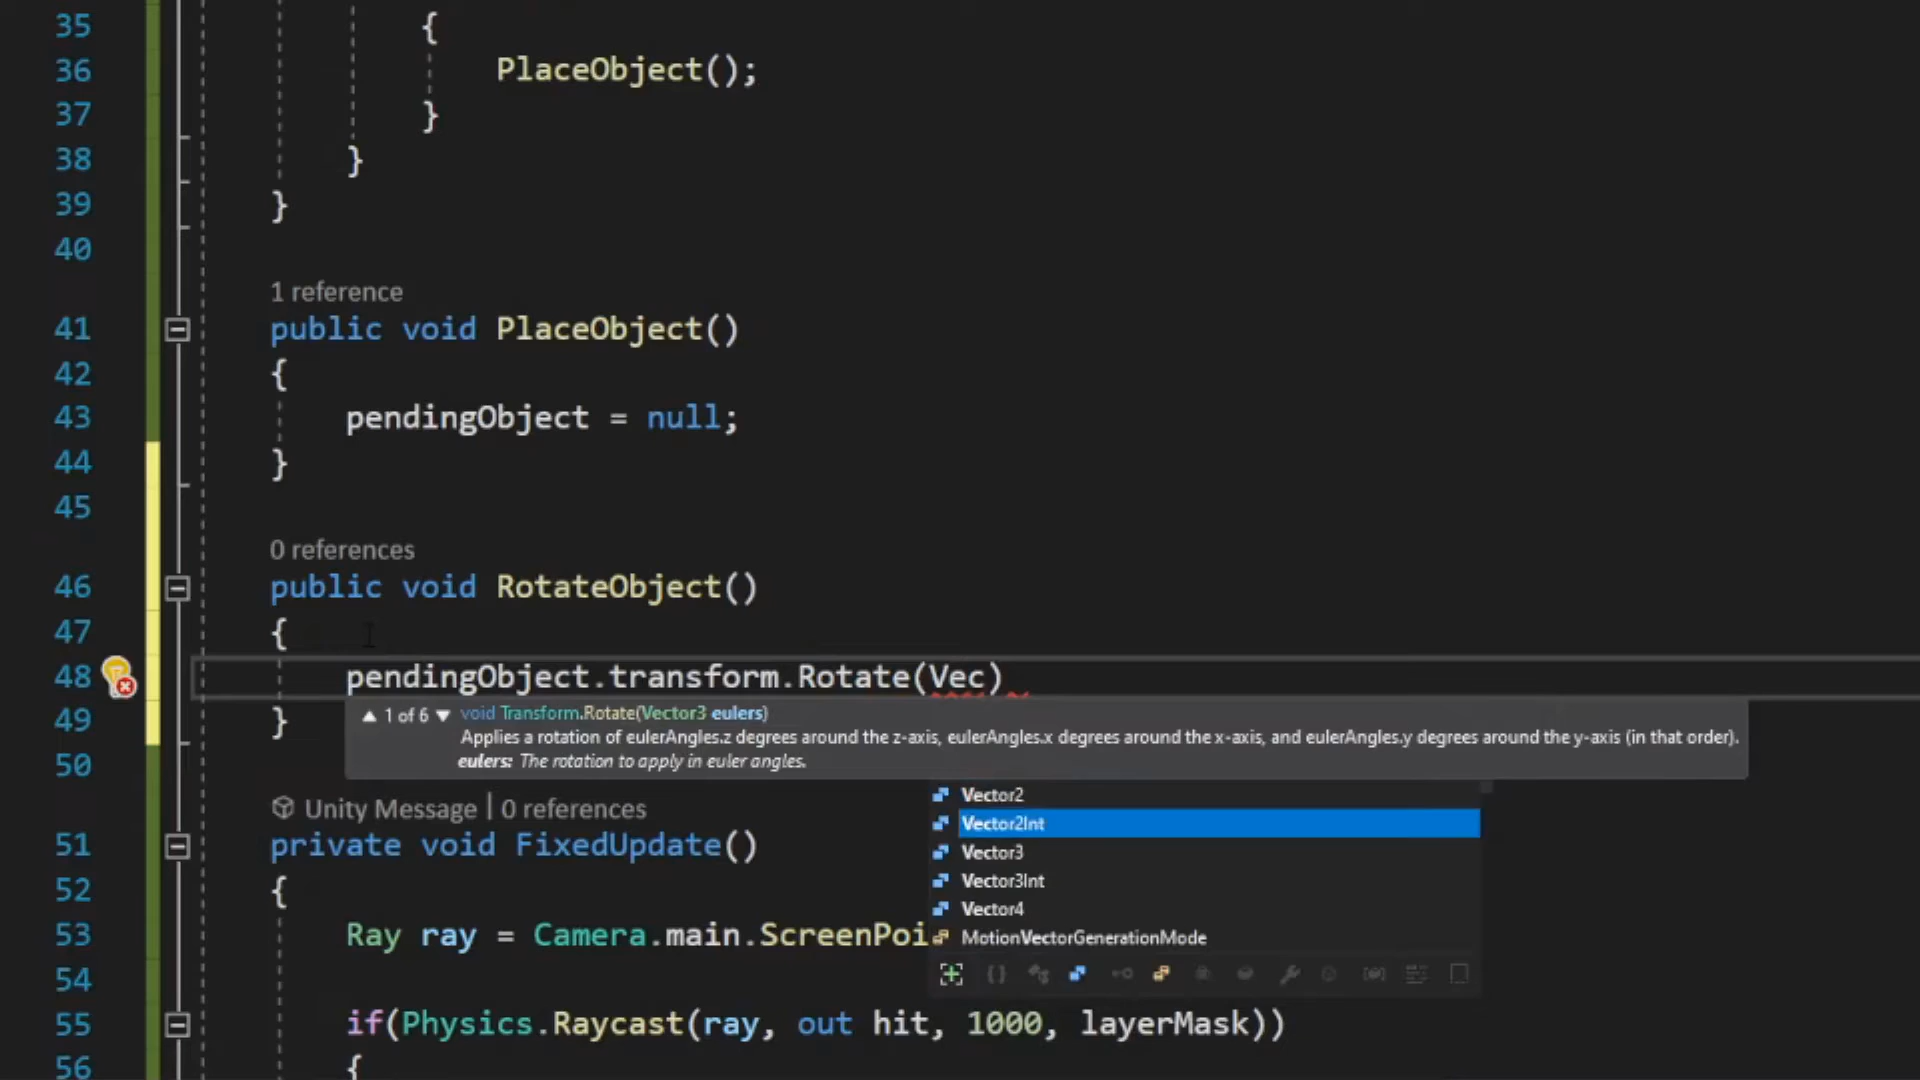 35 {
36 PlaceObject();
37 }
38 }
39 }
40
1 reference
41 public void PlaceObject()
42 {
43 pendingObject = null;
44 }
45
0 references
46 public void RotateObject()
47 {
48 pendingObject.transform.Rotate(Vec)
49 }
▲ 1 of 6 ▼ void Transform.Rotate(Vector3 eulers)
Applies a rotation of eulerAngles.z degrees around the z-axis, eulerAngles.x degrees around the x-axis, and eulerAngles.y degrees around the y-axis (in that order).
eulers: The rotation to apply in euler angles.
50
Vector2
Vector2Int
Vector3
Vector3Int
Vector4
MotionVectorGenerationMode
Unity Message | 0 references
51 private void FixedUpdate()
52 {
53 Ray ray = Camera.main.ScreenPoi
54
55 if(Physics.Raycast(ray, out hit, 1000, layerMask))
56 {